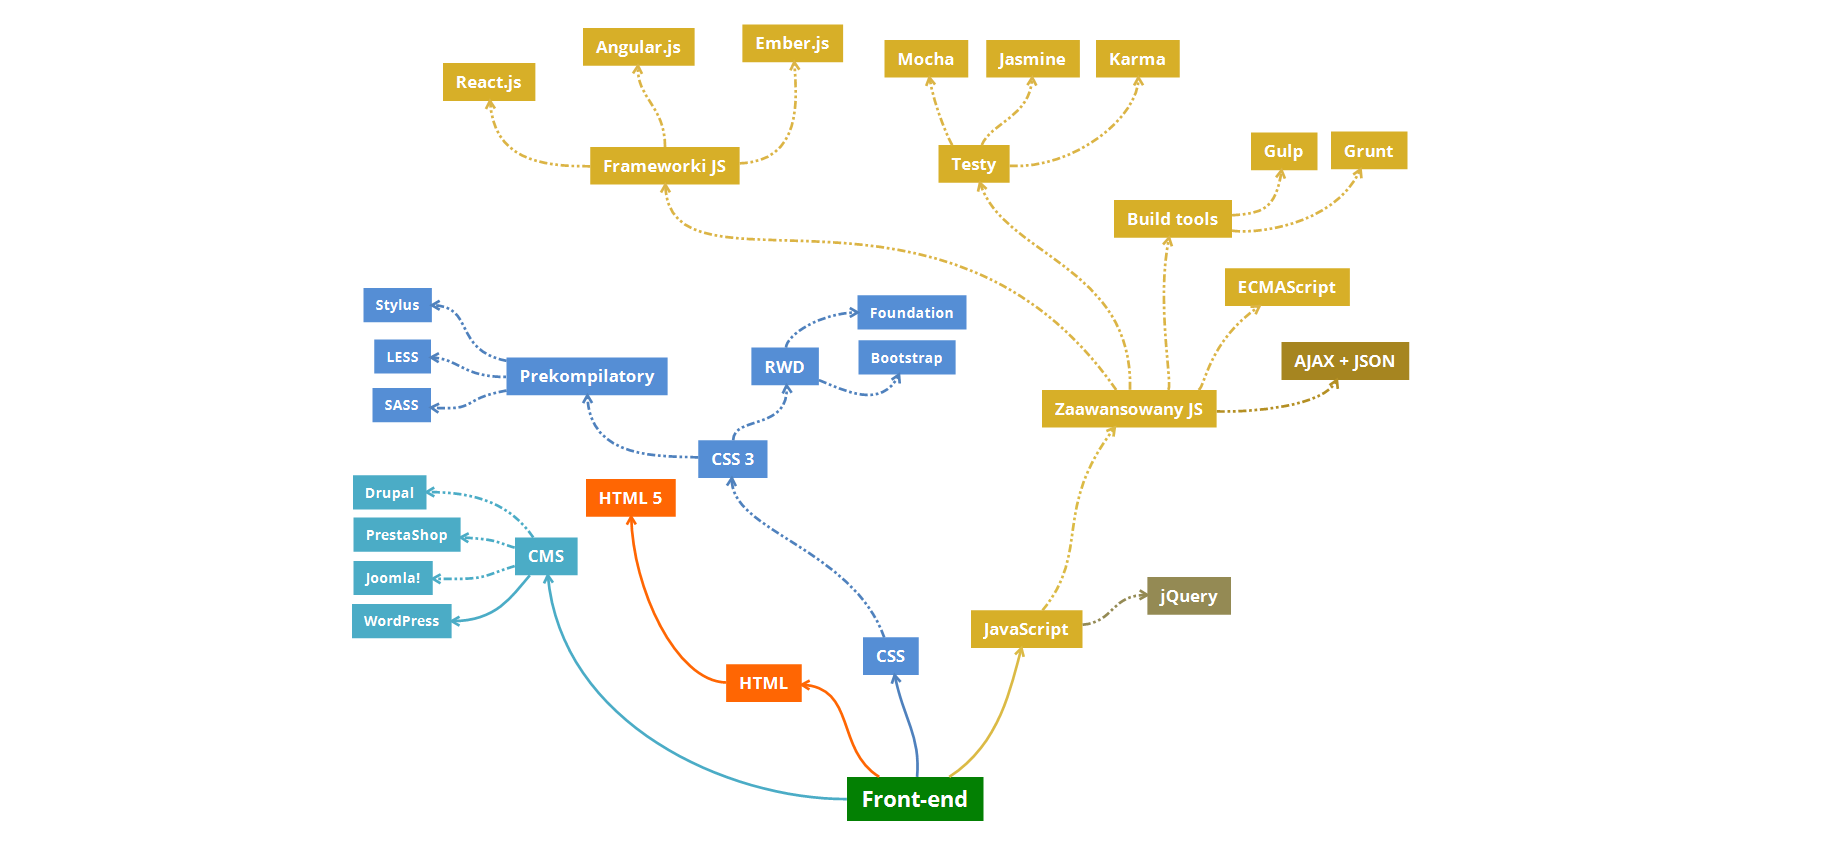 Ember.js
Angular.js
React.js
Mocha
Jasmine
Karma
Frameworki JS
Testy
Gulp
Grunt
Build tools
ECMAScript
AJAX + JSON
Zaawansowany JS
Stylus
LESS
SASS
Prekompilatory
Foundation
Bootstrap
RWD
CSS 3
HTML 5
Drupal
PrestaShop
Joomla!
WordPress
CMS
jQuery
JavaScript
CSS
HTML
Front-end